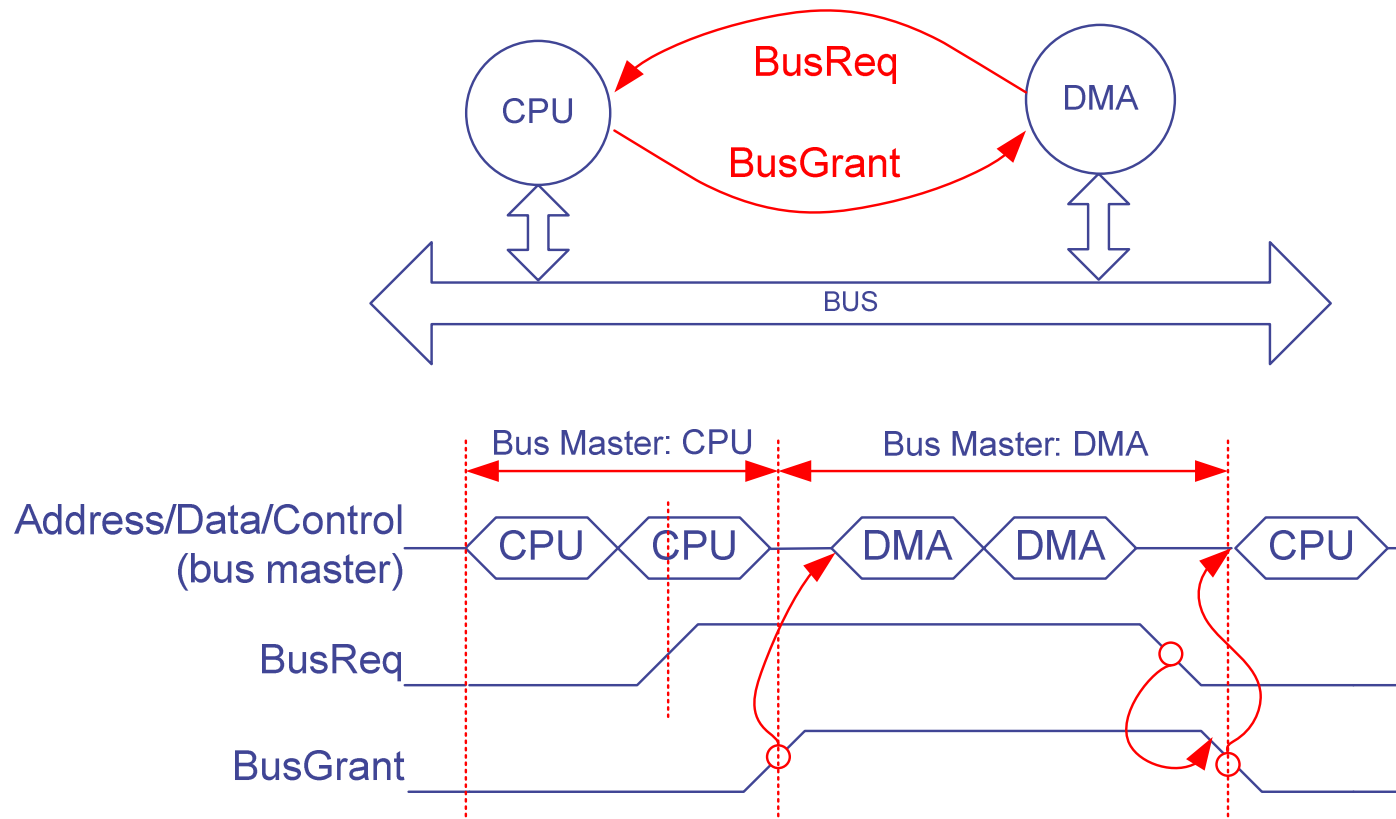 BusReq
CPU
DMA
BusGrant
BUS
Bus Master: CPU
Bus Master: DMA
Address/Data/Control
(bus master)
CPU
CPU
DMA
DMA
CPU
BusReq
BusGrant